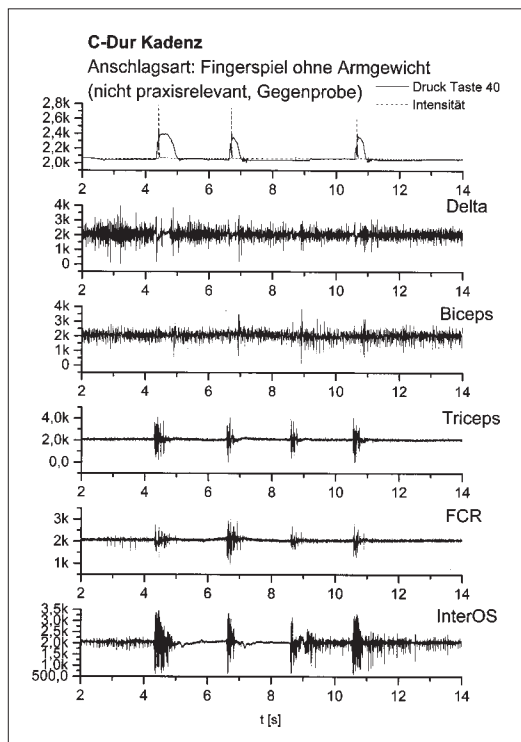 C-Dur Kadenz
Anschlagsart: Fingerspiel ohne Armgewicht
(nicht praxisrelevant, Gegenprobe)
Druck Taste 40
Intensität
2,8k
2,6k
2,4k
2,2k
2,0k
2 4 6 8 10 12 14
Delta
4k
3k
2k
1k
0
2 4 6 8 10 12 14
Biceps
4k
3k
2k
1k
0
2 4 6 8 10 12 14
Triceps
4,0k
2,0k
0,0
2 4 6 8 10 12 14
FCR
3k
2k
1k
2 4 6 8 10 12 14
InterOS
3,5k
3,0k
2,5k
2,0k
1,5k
1,0k
500,0
2 4 6 8 10 12 14
t [s]